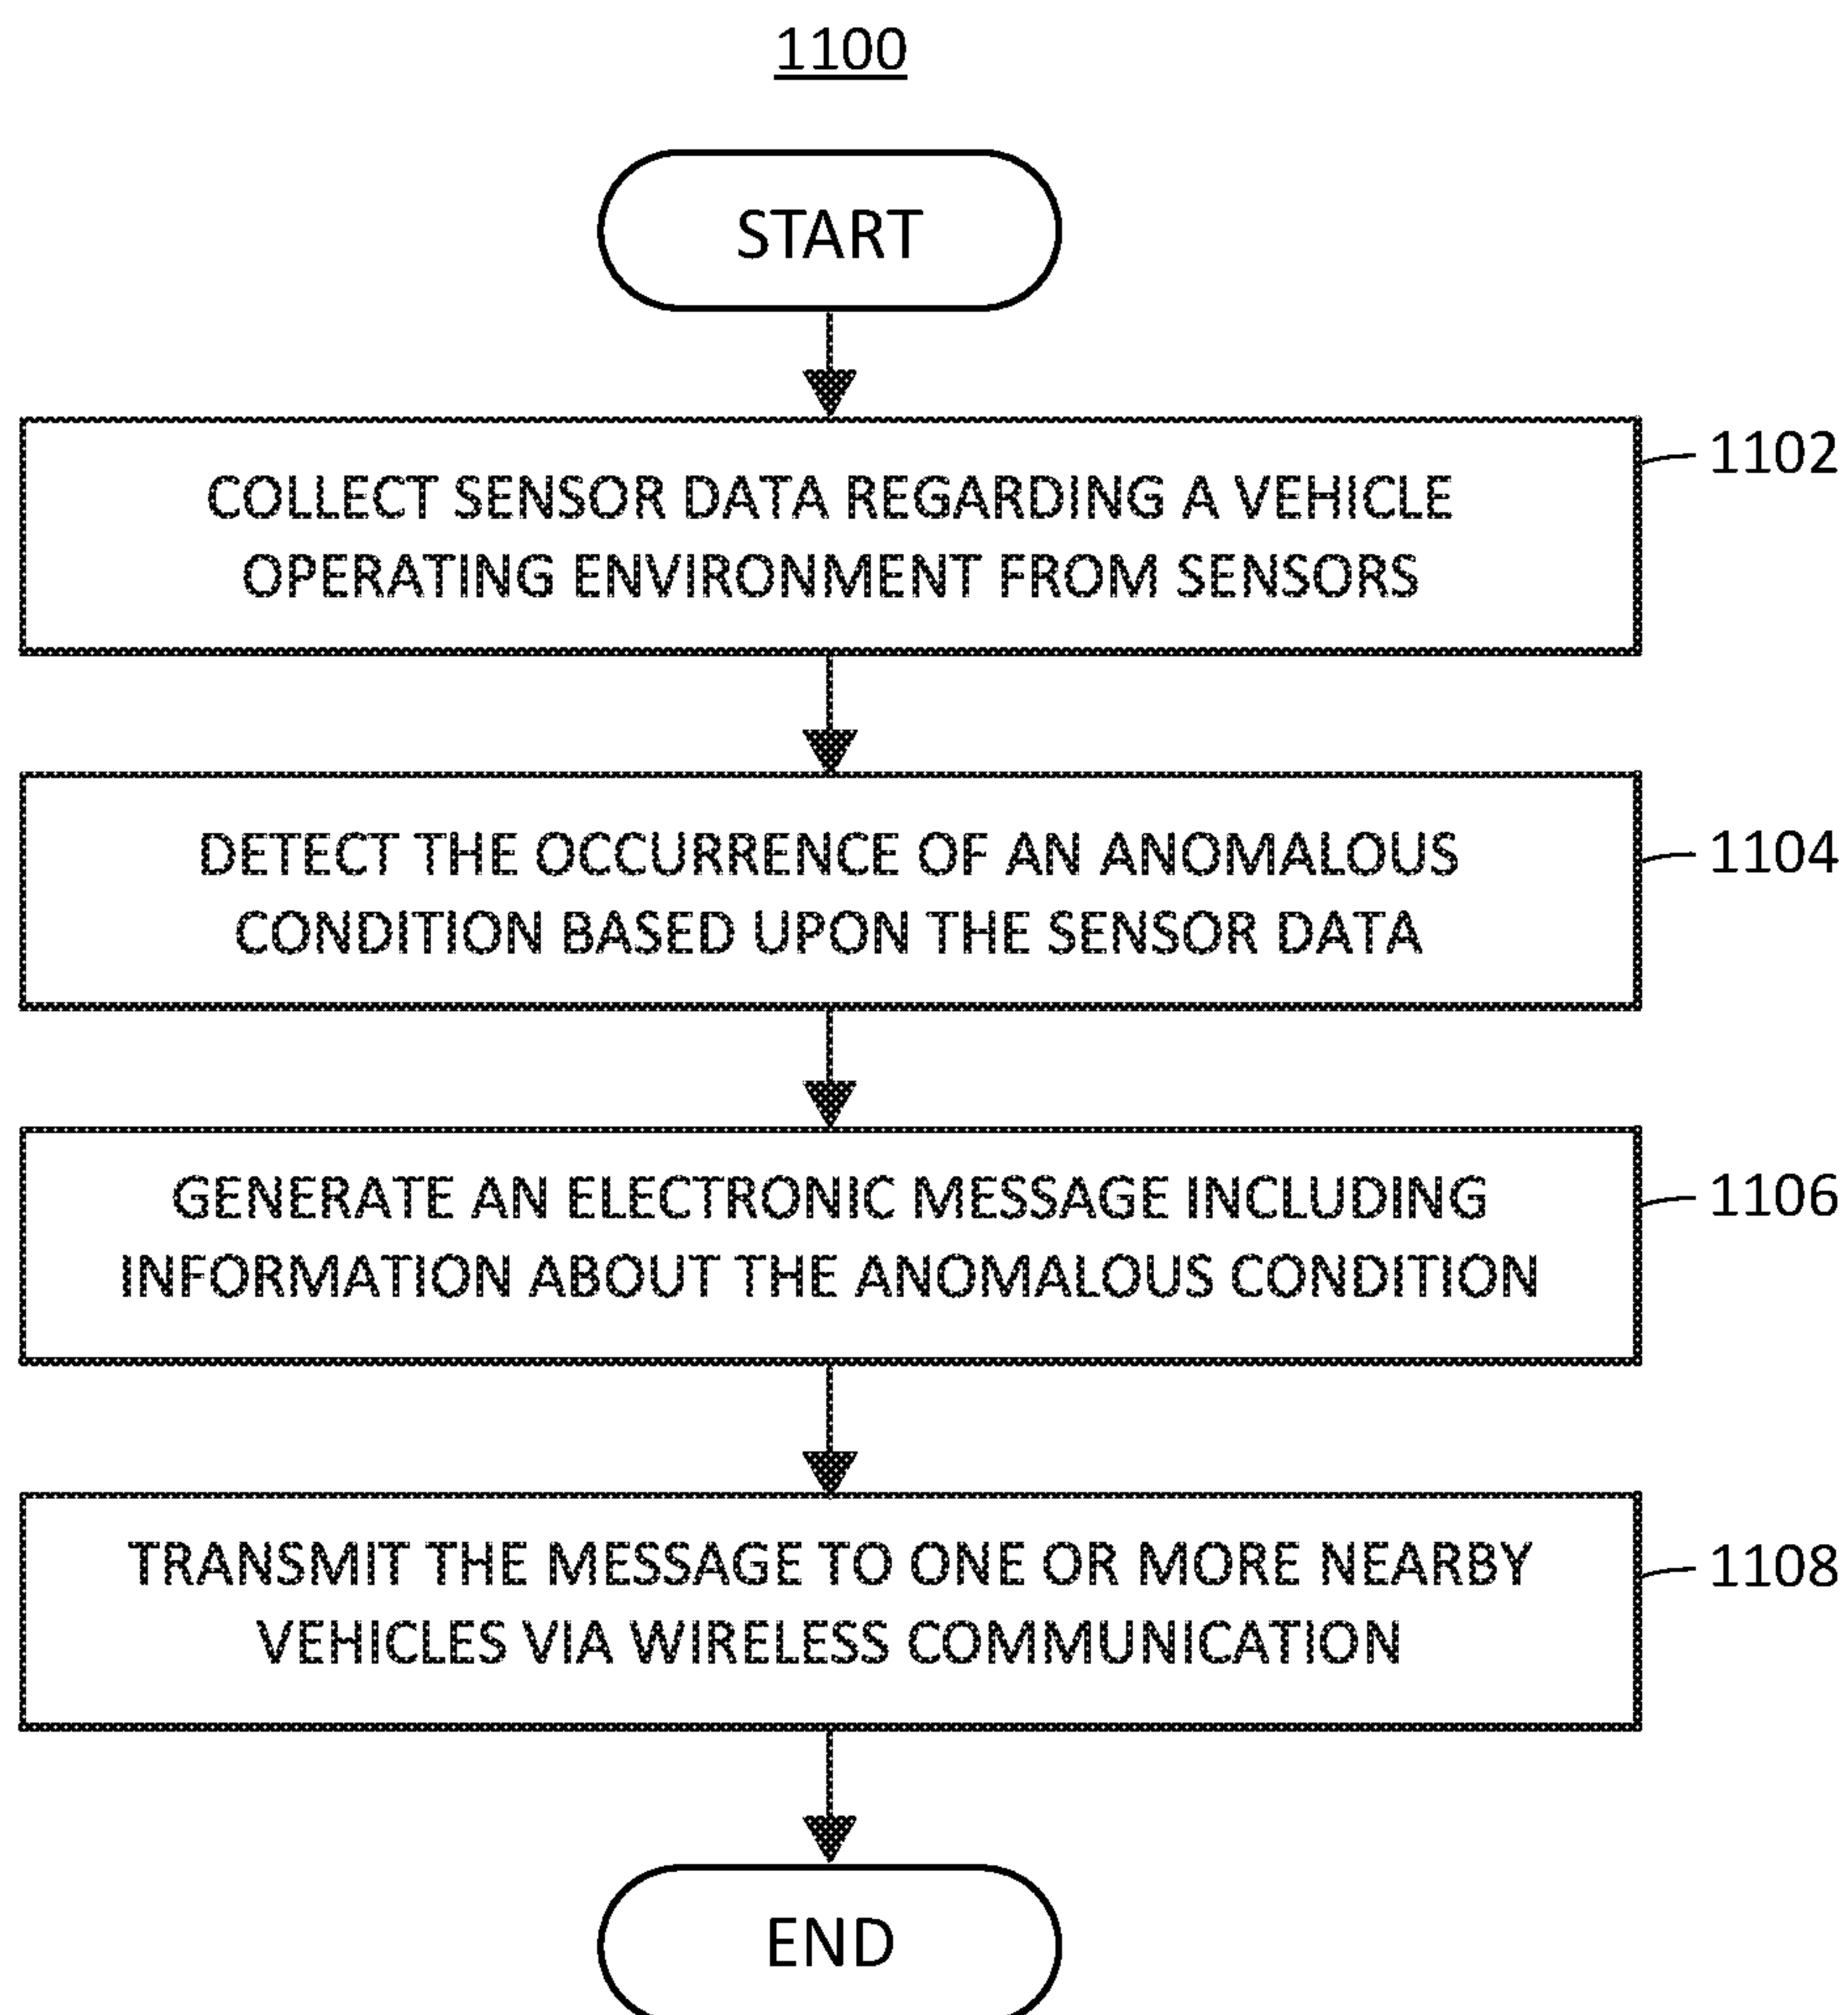 1100
START
COLLECT SENSOR DATA REGARDING A VEHICLE
OPERATING ENVIRONMENT FROM SENSORS
1102
DETECT THE OCCURRENCE OF AN ANOMALOUS
CONDITION BASED UPON THE SENSOR DATA
1104
GENERATE AN ELECTRONIC MESSAGE INCLUDING
INFORMATION ABOUT THE ANOMALOUS CONDITION
1106
TRANSMIT THE MESSAGE TO ONE OR MORE NEARBY
VEHICLES VIA WIRELESS COMMUNICATION
1108
END